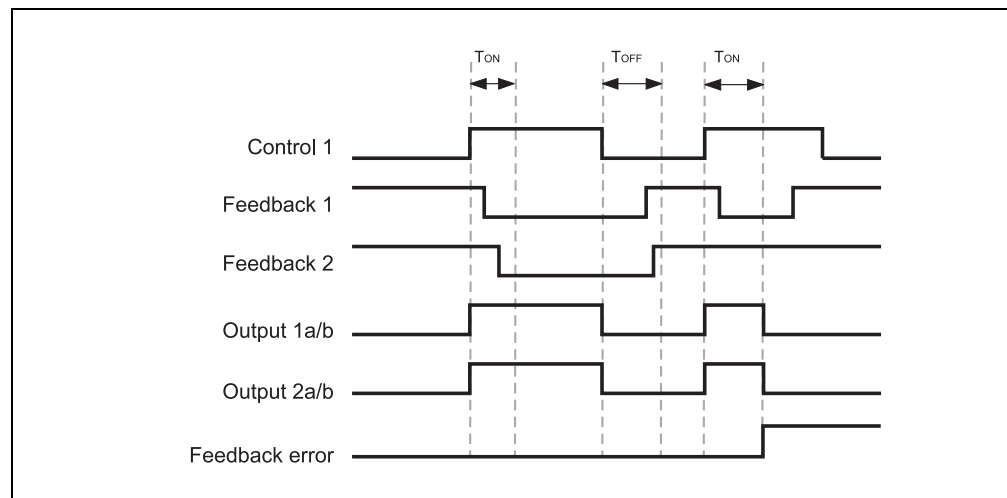 TON TOFF TON
Control 1
Feedback 1
Feedback 2
Output 1a/b
Output 2a/b
Feedback error